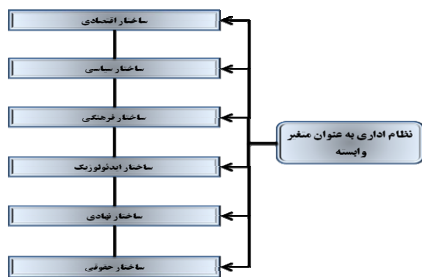 ساختار اقتصادی
ساختار سیاسی
ساختار فرهنگی
ساختار ایدئولوژیک
ساختار نهادی
ساختار حقوقی
نظام اداری به عنوان متغیر
وابسته